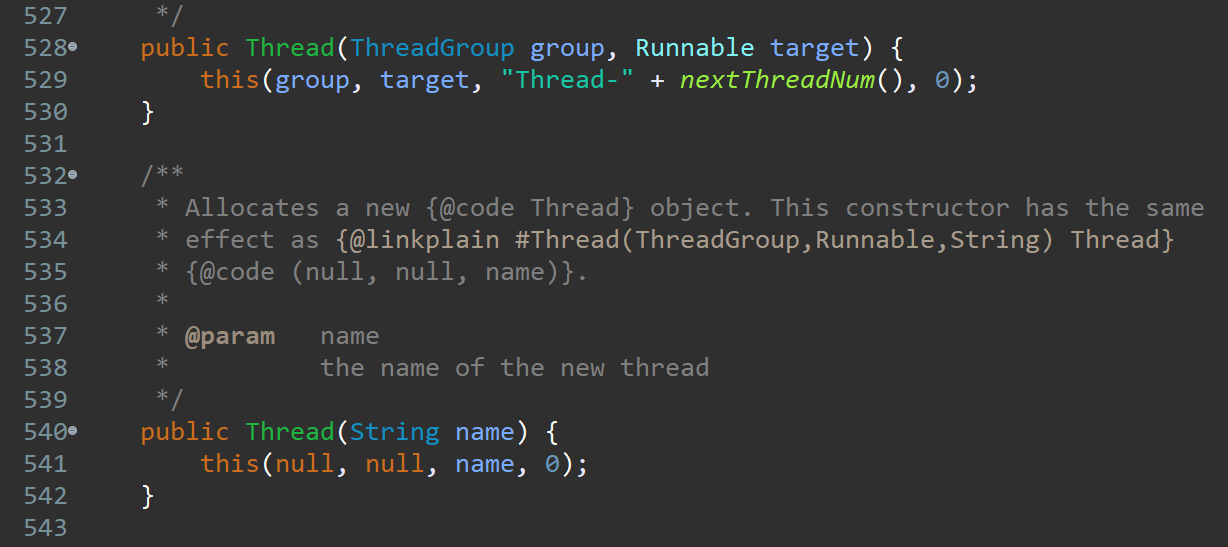 527      */
528     public Thread(ThreadGroup group, Runnable target) {
529         this(group, target, "Thread-" + nextThreadNum(), 0);
530     }
531
532     /**
533      * Allocates a new {@code Thread} object. This constructor has the same
534      * effect as {@linkplain #Thread(ThreadGroup,Runnable,String) Thread}
535      * {@code (null, null, name)}.
536      *
537      * @param   name
538      *          the name of the new thread
539      */
540     public Thread(String name) {
541         this(null, null, name, 0);
542     }
543